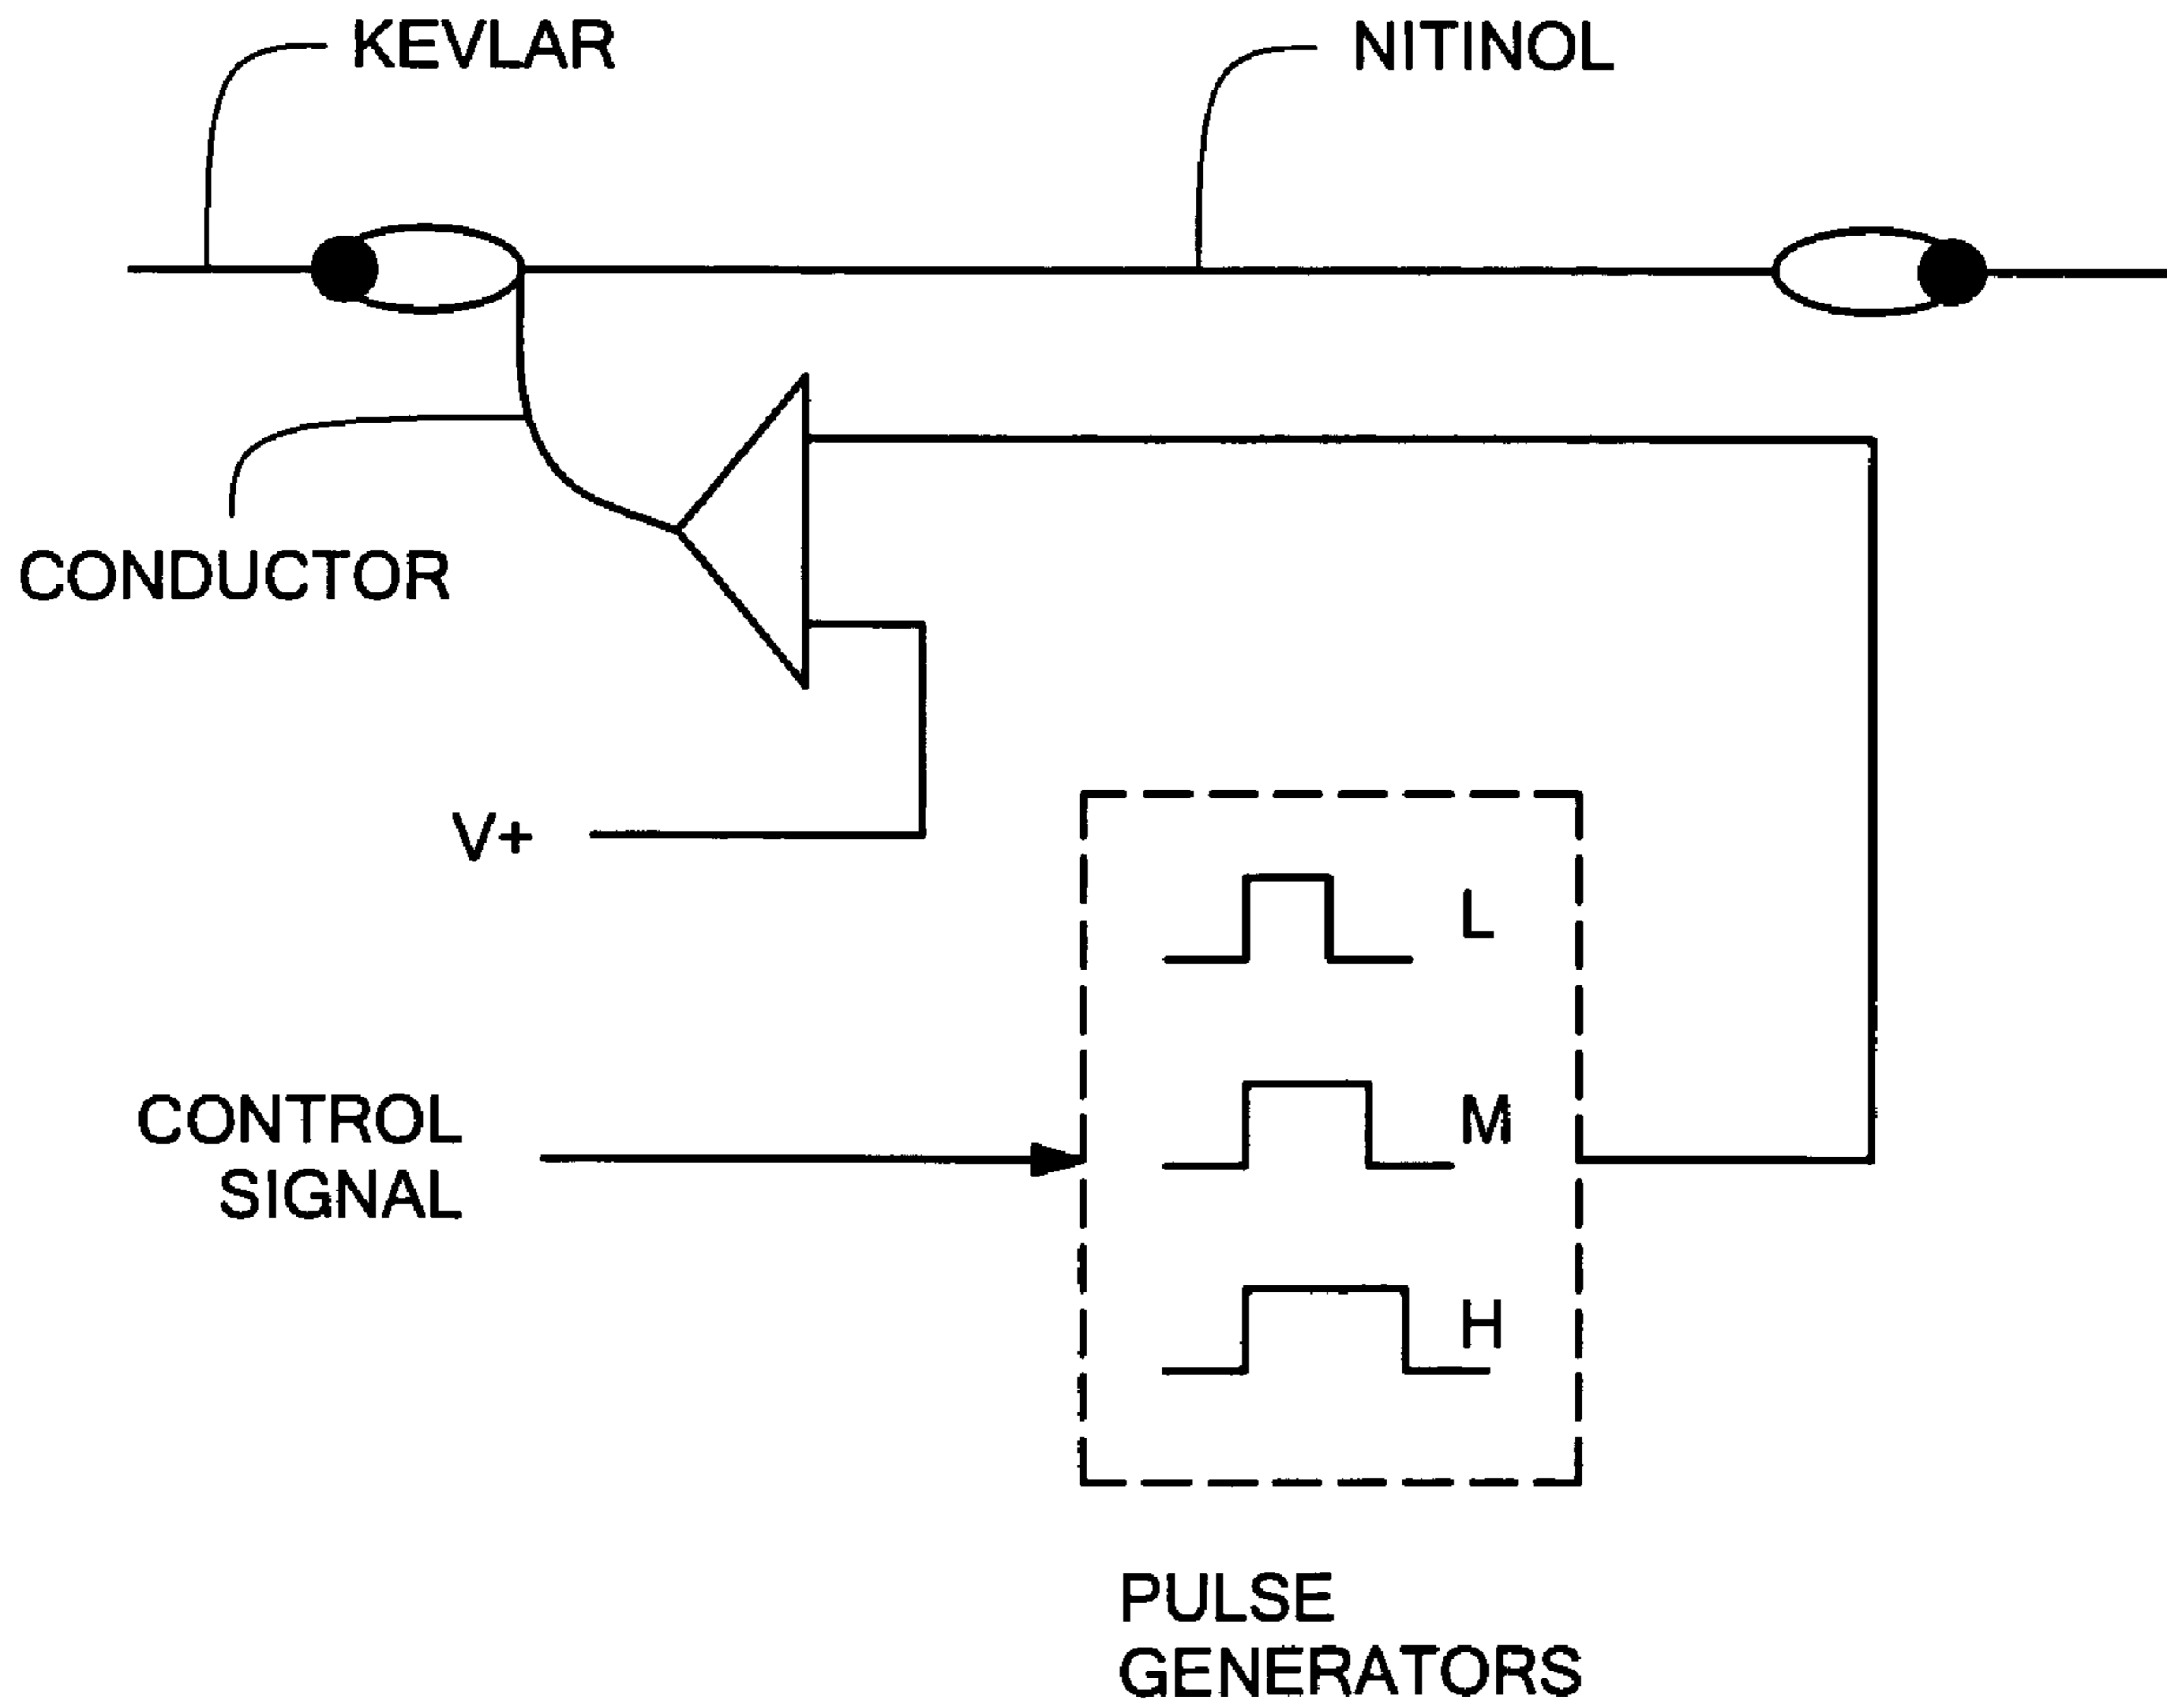 KEVLAR
NITINOL
CONDUCTOR
V+
L
CONTROL
SIGNAL
M
H
PULSE
GENERATORS